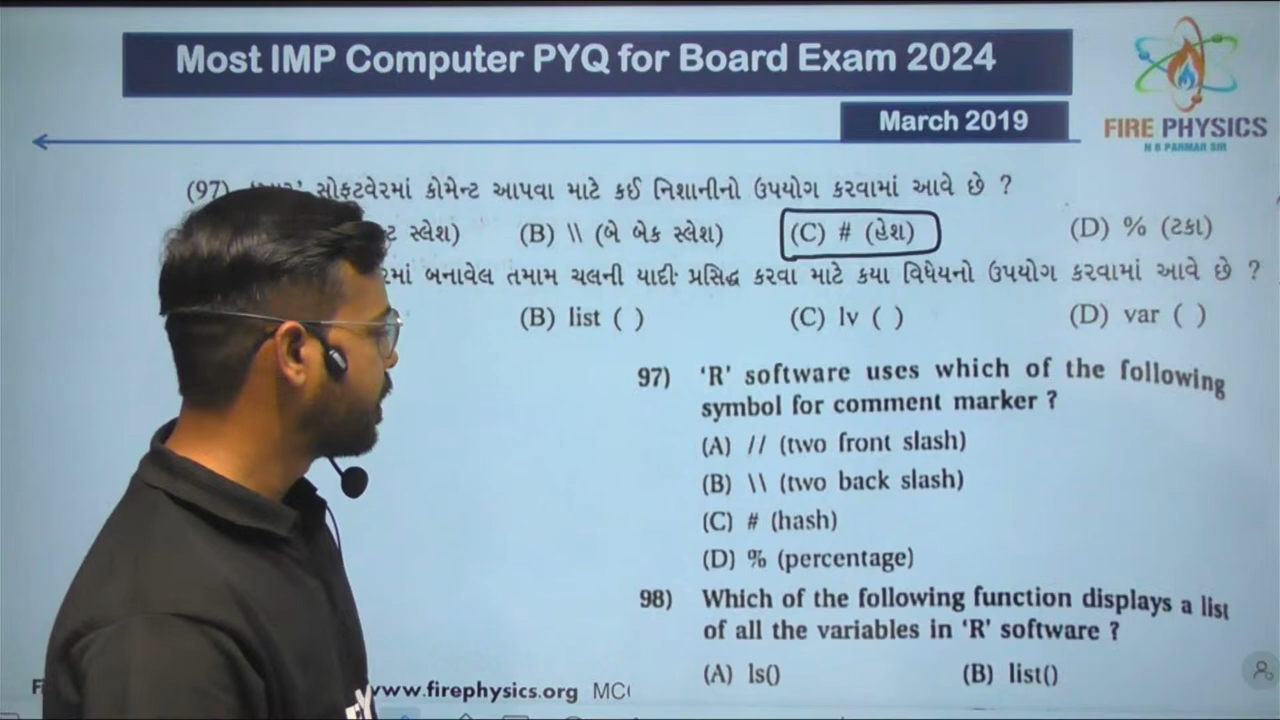 Most IMP Computer PYQ for Board Exam 2024
March 2019
FIRE PHYSICS
H B PARMAR SIR
(97) સોફટવેરમાં કોમેન્ટ આપવા માટે કઈ નિશાનીનો ઉપયોગ કરવામાં આવે છે ?
સ્લેશ) (B) \\ (બે બેક સ્લેશ) (C) # (હેશ) (D) % (ટકા)
બનાવેલ તમામ ચલની યાદી પ્રસિદ્ધ કરવા માટે કયા વિધેયનો ઉપયોગ કરવામાં આવે છે ?
(B) list ( ) (C) lv ( ) (D) var ( )
97) ‘R’ software uses which of the following
symbol for comment marker ?
(A) // (two front slash)
(B) \\ (two back slash)
(C) # (hash)
(D) % (percentage)
98) Which of the following function displays a list
of all the variables in ‘R’ software ?
(A) ls() (B) list()
www.firephysics.org